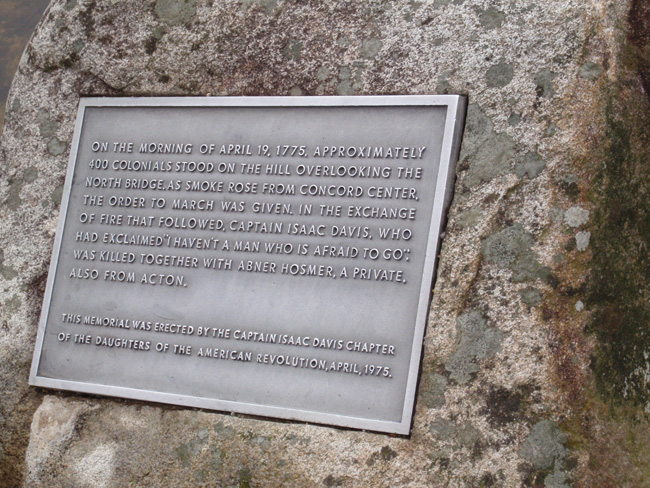 ON THE MORNING OF APRIL 19, 1775, APPROXIMATELY
400 COLONIALS STOOD ON THE HILL OVERLOOKING THE
NORTH BRIDGE. AS SMOKE ROSE FROM CONCORD CENTER,
THE ORDER TO MARCH WAS GIVEN. IN THE EXCHANGE
OF FIRE THAT FOLLOWED, CAPTAIN ISAAC DAVIS, WHO
HAD EXCLAIMED "I HAVEN'T A MAN WHO IS AFRAID TO GO",
WAS KILLED TOGETHER WITH ABNER HOSMER, A PRIVATE,
ALSO FROM ACTON.
THIS MEMORIAL WAS ERECTED BY THE CAPTAIN ISAAC DAVIS CHAPTER
OF THE DAUGHTERS OF THE AMERICAN REVOLUTION, APRIL, 1975.